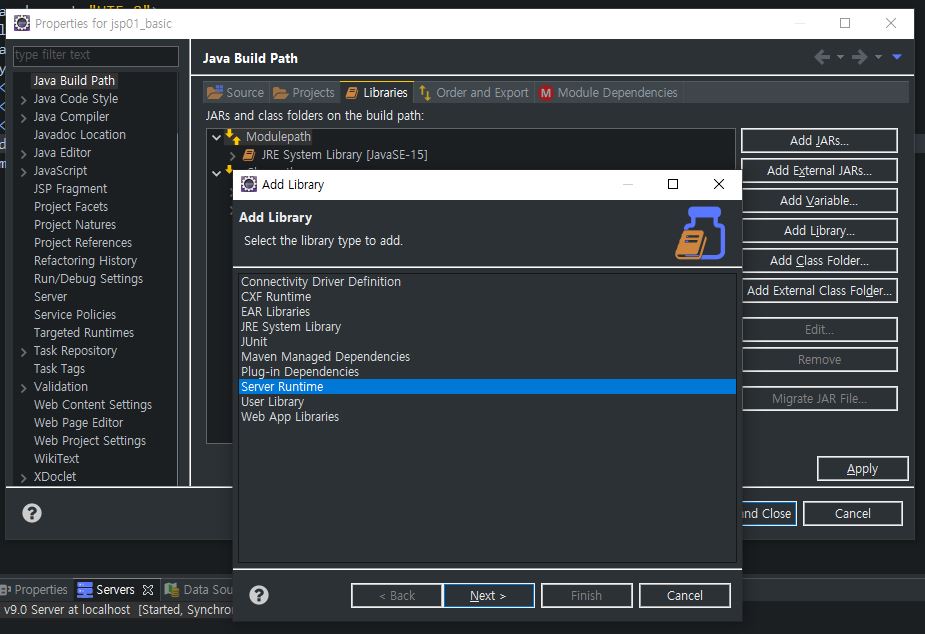 Properties for jsp01_basic
type filter text
Java Build Path
Java Code Style
Java Compiler
Javadoc Location
Java Editor
JavaScript
JSP Fragment
Project Facets
Project Natures
Project References
Refactoring History
Run/Debug Settings
Server
Service Policies
Targeted Runtimes
Task Repository
Task Tags
Validation
Web Content Settings
Web Page Editor
Web Project Settings
WikiText
XDoclet
Java Build Path
Source
Projects
Libraries
Order and Export
Module Dependencies
JARs and class folders on the build path:
Modulepath
JRE System Library [JavaSE-15]
Add JARs...
Add External JARs...
Add Variable...
Add Library...
Add Class Folder...
Add External Class Folder...
Edit...
Remove
Migrate JAR File...
Apply
and Close
Cancel
Add Library
Add Library
Select the library type to add.
Connectivity Driver Definition
CXF Runtime
EAR Libraries
JRE System Library
JUnit
Maven Managed Dependencies
Plug-in Dependencies
Server Runtime
User Library
Web App Libraries
< Back
Next >
Finish
Cancel
Properties
Servers
Data Sou
v9.0 Server at localhost [Started, Synchro